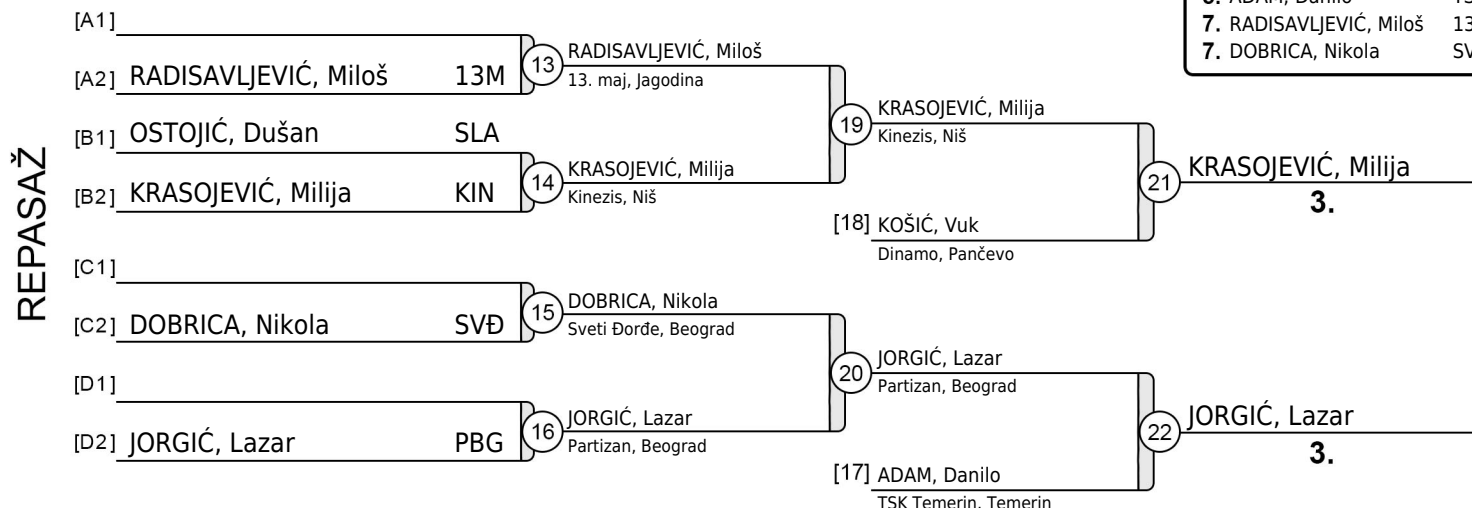 7. RADISAVLJEVIĆ, Miloš 13
7. DOBRICA, Nikola SV
REPASAŽ
[A1]
[A2] RADISAVLJEVIĆ, Miloš 13M
[B1] OSTOJIĆ, Dušan SLA
[B2] KRASOJEVIĆ, Milija KIN
[C1]
[C2] DOBRICA, Nikola SVĐ
[D1]
[D2] JORGIĆ, Lazar PBG
13 RADISAVLJEVIĆ, Miloš
13. maj, Jagodina
14 KRASOJEVIĆ, Milija
Kinezis, Niš
15 DOBRICA, Nikola
Sveti Đorđe, Beograd
16 JORGIĆ, Lazar
Partizan, Beograd
19 KRASOJEVIĆ, Milija
Kinezis, Niš
[18] KOŠIĆ, Vuk
Dinamo, Pančevo
20 JORGIĆ, Lazar
Partizan, Beograd
[17] ADAM, Danilo
TSK Temerin, Temerin
21 KRASOJEVIĆ, Milija
3.
22 JORGIĆ, Lazar
3.